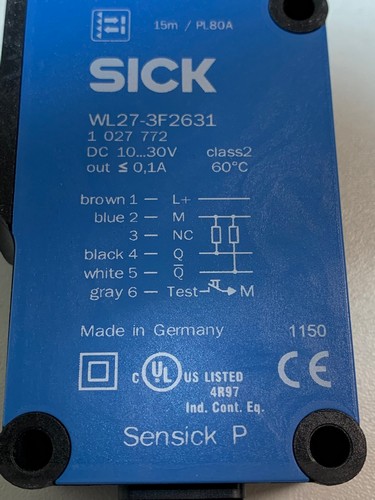 15m / PL80A
SICK
WL27-3F2631
1 027 772
DC 10...30V class2
out ≤ 0,1A 60°C
brown 1 — L+
blue 2 — M
3 — NC
black 4 — Q
white 5 — Q̅
gray 6 — Test M
Made in Germany 1150
C UL US LISTED CE
4R97
Ind. Cont. Eq.
Sensick P